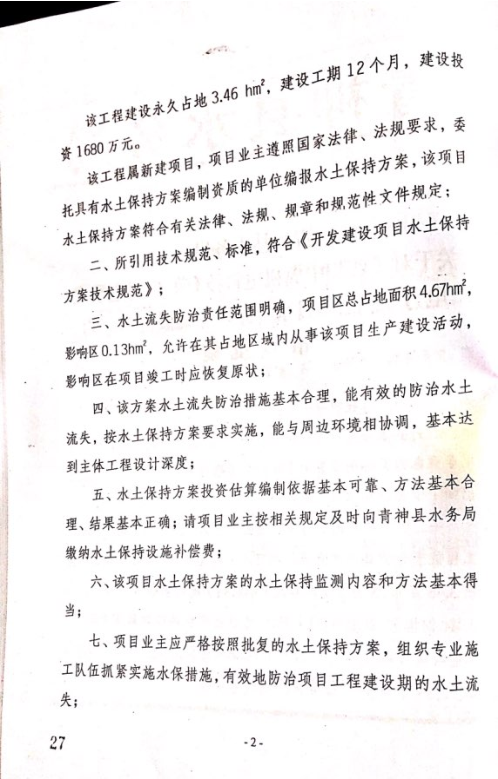 该工程建设永久占地 3.46 hm²，建设工期 12 个月，建设投
资 1680 万元。
该工程属新建项目，项目业主遵照国家法律、法规要求，委
托具有水土保持方案编制资质的单位编报水土保持方案，该项目
水土保持方案符合有关法律、法规、规章和规范性文件规定；
二、所引用技术规范、标准，符合《开发建设项目水土保持
方案技术规范》；
三、水土流失防治责任范围明确，项目区总占地面积 4.67hm²，
影响区 0.13hm²，允许在其占地区域内从事该项目生产建设活动，
影响区在项目竣工时应恢复原状；
四、该方案水土流失防治措施基本合理，能有效的防治水土
流失，按水土保持方案要求实施，能与周边环境相协调，基本达
到主体工程设计深度；
五、水土保持方案投资估算编制依据基本可靠、方法基本合
理、结果基本正确；请项目业主按相关规定及时向青神县水务局
缴纳水土保持设施补偿费；
六、该项目水土保持方案的水土保持监测内容和方法基本得
当；
七、项目业主应严格按照批复的水土保持方案，组织专业施
工队伍抓紧实施水保措施，有效地防治项目工程建设期的水土流
失；
27
-2-